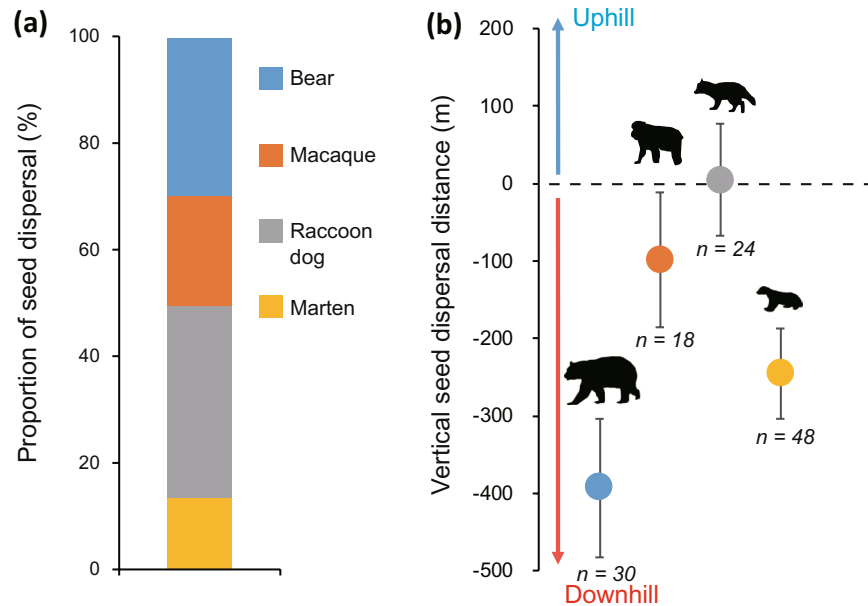 (a)
Proportion of seed dispersal (%)
100
80
60
40
20
0
Bear
Macaque
Raccoon
dog
Marten
(b)
Vertical seed dispersal distance (m)
200
100
0
-100
-200
-300
-400
-500
Uphill
n = 24
n = 18
n = 48
n = 30
Downhill